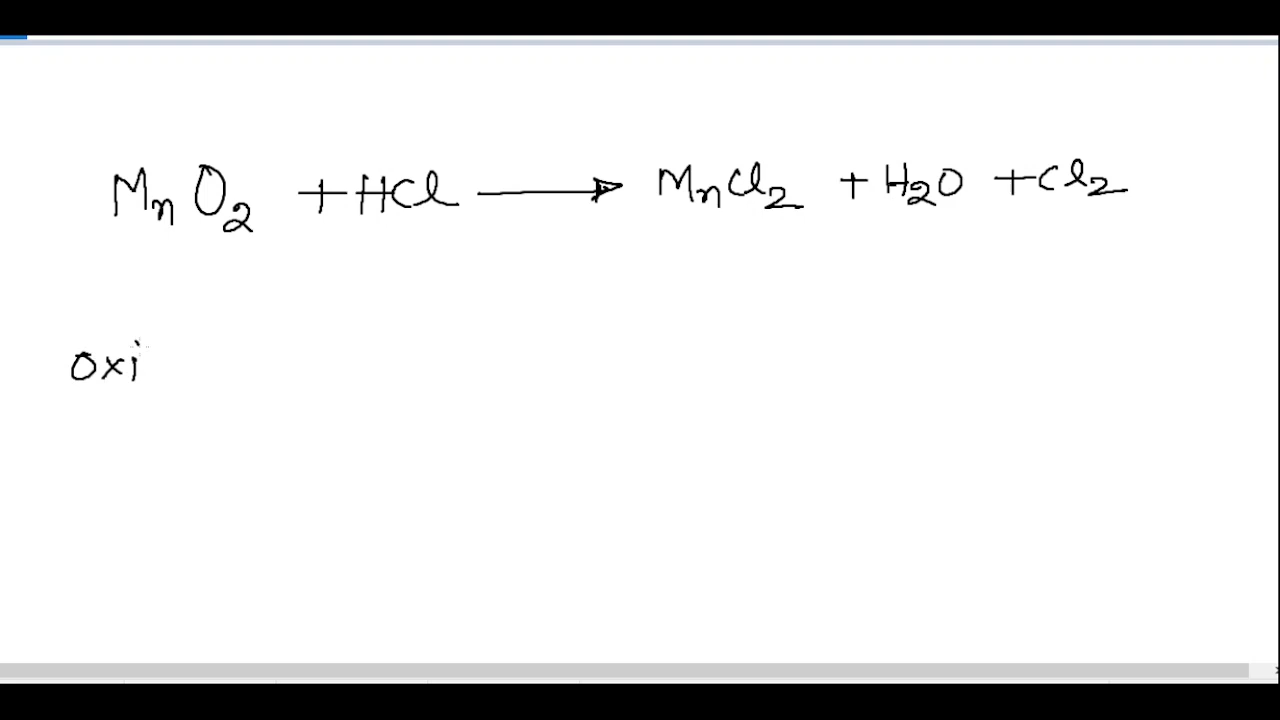 MnO2 + HCl → MnCl2 + H2O + Cl2
oxi